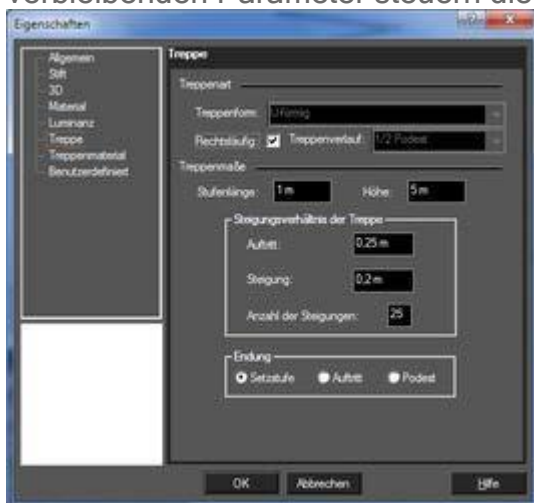 verbleibenden Parameter steuern die
Eigenschaften
Allgemein
Stift
3D
Material
Luminanz
Treppe
Treppenmaterial
Benutzerdefiniert
Treppe
Treppenart
Treppenform: U-förmig
Rechtsläufig: Treppenverlauf: 1/2 Podest
Treppenmaße
Stufenlänge: 1 m Höhe: 5 m
Steigungsverhältnis der Treppe
Auftritt: 0,25 m
Steigung: 0,2 m
Anzahl der Steigungen: 25
Endung
Setzstufe Auftritt Podest
OK Abbrechen Hilfe